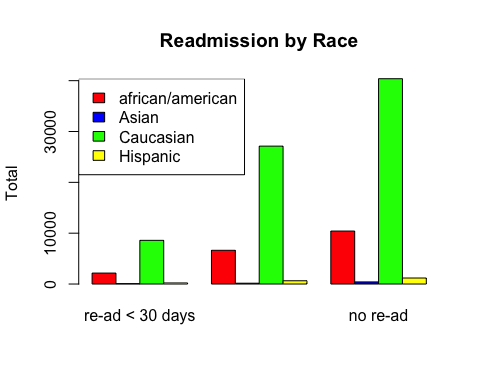 Readmission by Race
african/american
Asian
Caucasian
Hispanic
Total
30000
10000
0
re-ad < 30 days
no re-ad